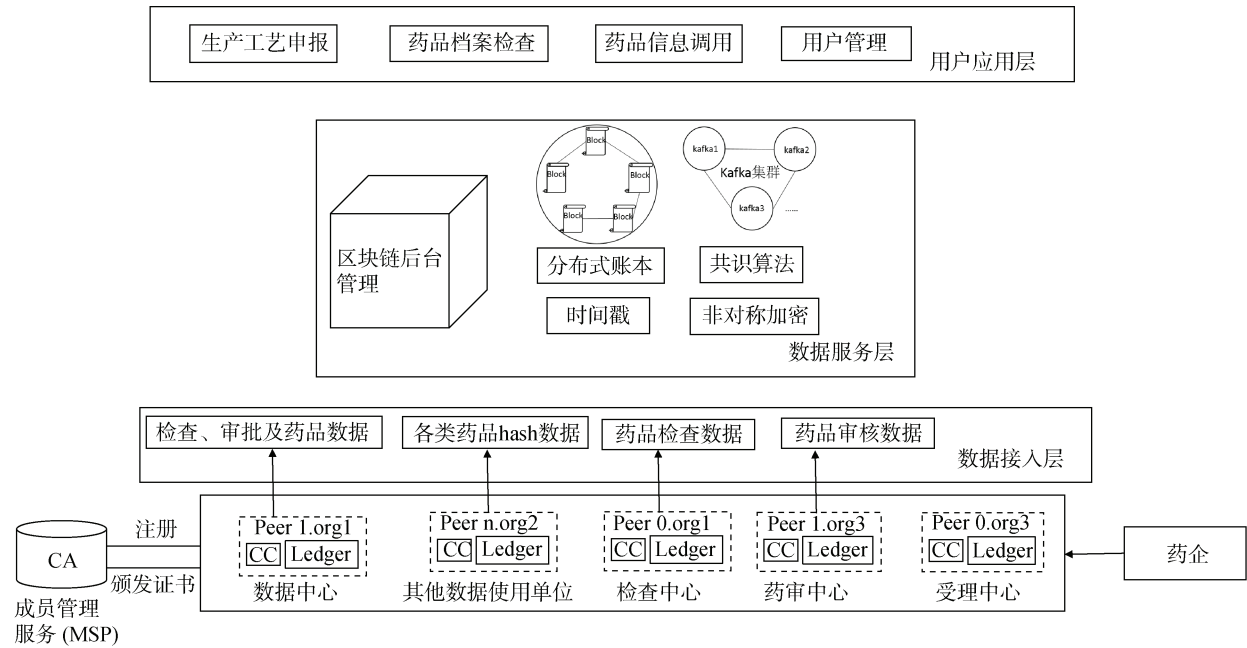 生产工艺申报
药品档案检查
药品信息调用
用户管理
用户应用层
区块链后台
管理
Block
Block
Block
Block
Block
kafka1
kafka2
Kafka集群
kafka3
......
分布式账本
共识算法
时间戳
非对称加密
数据服务层
检查、审批及药品数据
各类药品hash数据
药品检查数据
药品审核数据
数据接入层
CA
注册
颁发证书
成员管理
服务 (MSP)
Peer 1.org1
CC
Ledger
数据中心
Peer n.org2
CC
Ledger
其他数据使用单位
Peer 0.org1
CC
Ledger
检查中心
Peer 1.org3
CC
Ledger
药审中心
Peer 0.org3
CC
Ledger
受理中心
药企